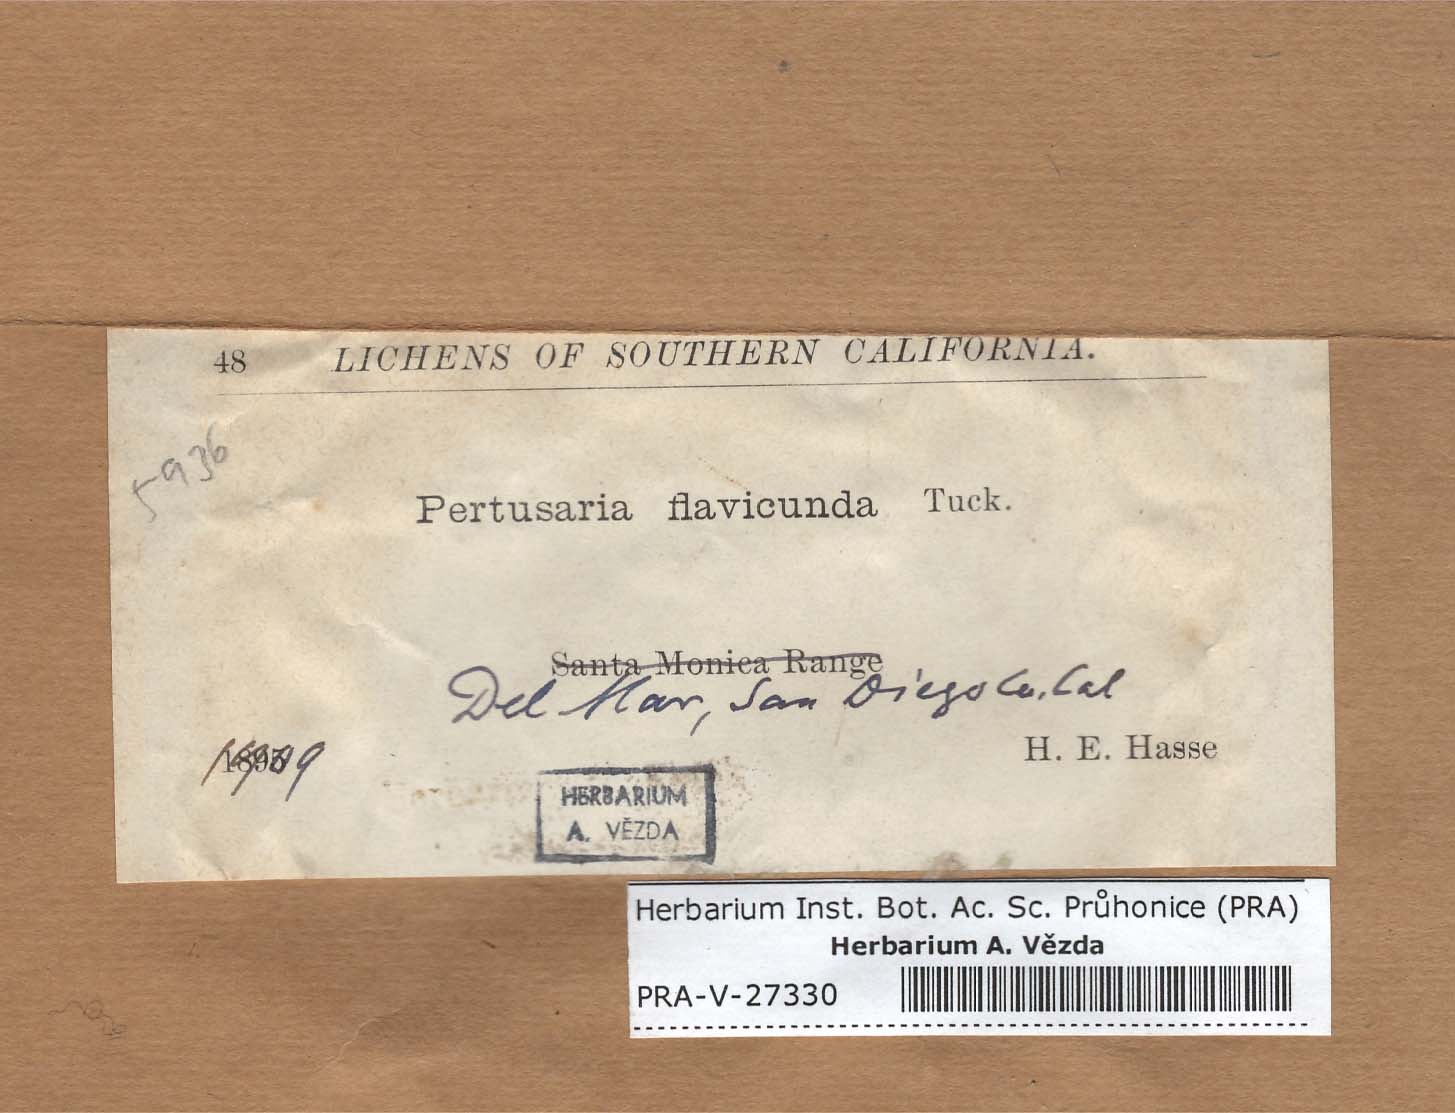 48 LICHENS OF SOUTHERN CALIFORNIA.
5936
Pertusaria flavicunda Tuck.
Santa Monica Range
Del Mar, San Diego Co. Cal
H. E. Hasse
HERBARIUM
A. VĚZDA
Herbarium Inst. Bot. Ac. Sc. Průhonice (PRA)
Herbarium A. Vězda
PRA-V-27330